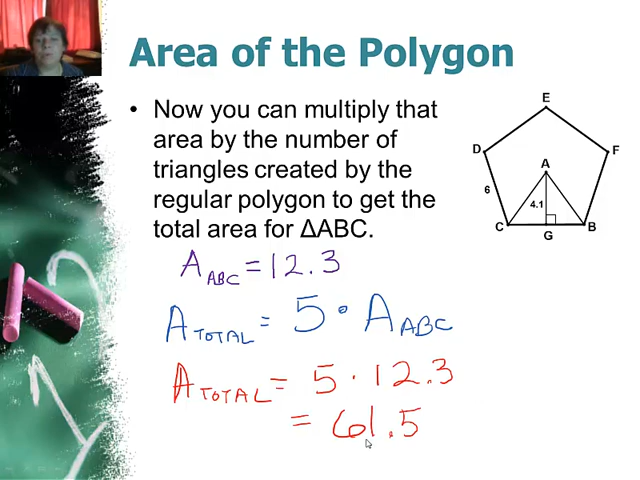 Area of the Polygon
• Now you can multiply that
area by the number of
triangles created by the
regular polygon to get the
total area for ΔABC.
E
D
F
A
6
4.1
C
B
G
A ABC = 12.3
A TOTAL = 5 • A ABC
A TOTAL = 5 · 12.3
= 61.5